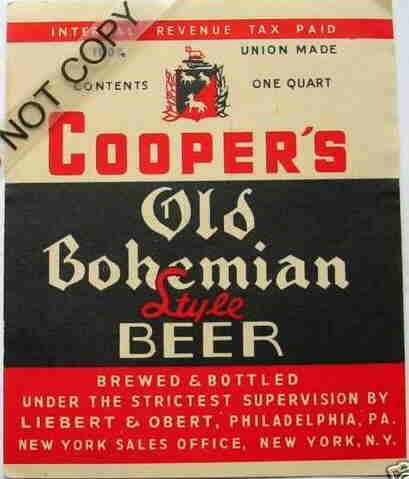 INTERNAL REVENUE TAX PAID
100% UNION MADE
CONTENTS ONE QUART
COOPER'S
Old
Bohemian
Style
BEER
BREWED & BOTTLED
UNDER THE STRICTEST SUPERVISION BY
LIEBERT & OBERT, PHILADELPHIA, PA.
NEW YORK SALES OFFICE, NEW YORK, N.Y.
NOT COPY